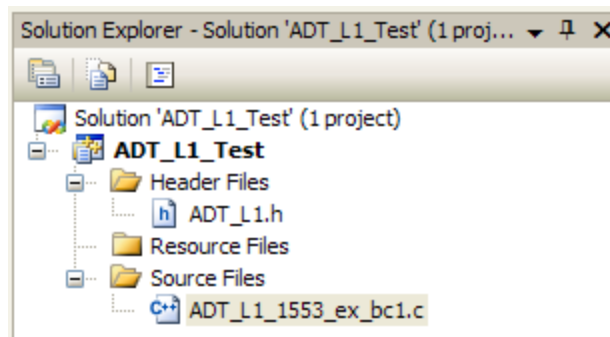 Solution Explorer - Solution 'ADT_L1_Test' (1 proj...
Solution 'ADT_L1_Test' (1 project)
ADT_L1_Test
Header Files
ADT_L1.h
Resource Files
Source Files
ADT_L1_1553_ex_bc1.c